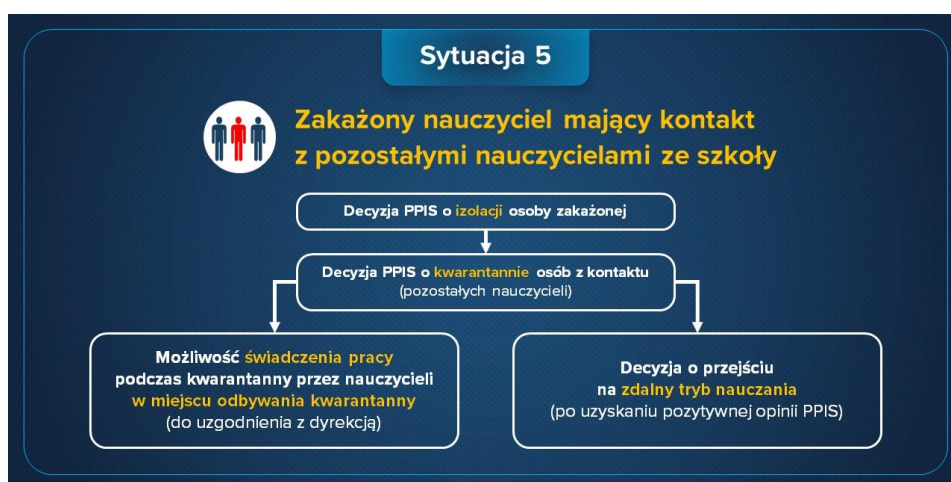 Sytuacja 5
Zakażony nauczyciel mający kontakt
z pozostałymi nauczycielami ze szkoły
Decyzja PPIS o izolacji osoby zakażonej
Decyzja PPIS o kwarantannie osób z kontaktu
(pozostałych nauczycieli)
Możliwość świadczenia pracy
podczas kwarantanny przez nauczycieli
w miejscu odbywania kwarantanny
(do uzgodnienia z dyrekcją)
Decyzja o przejściu
na zdalny tryb nauczania
(po uzyskaniu pozytywnej opinii PPIS)